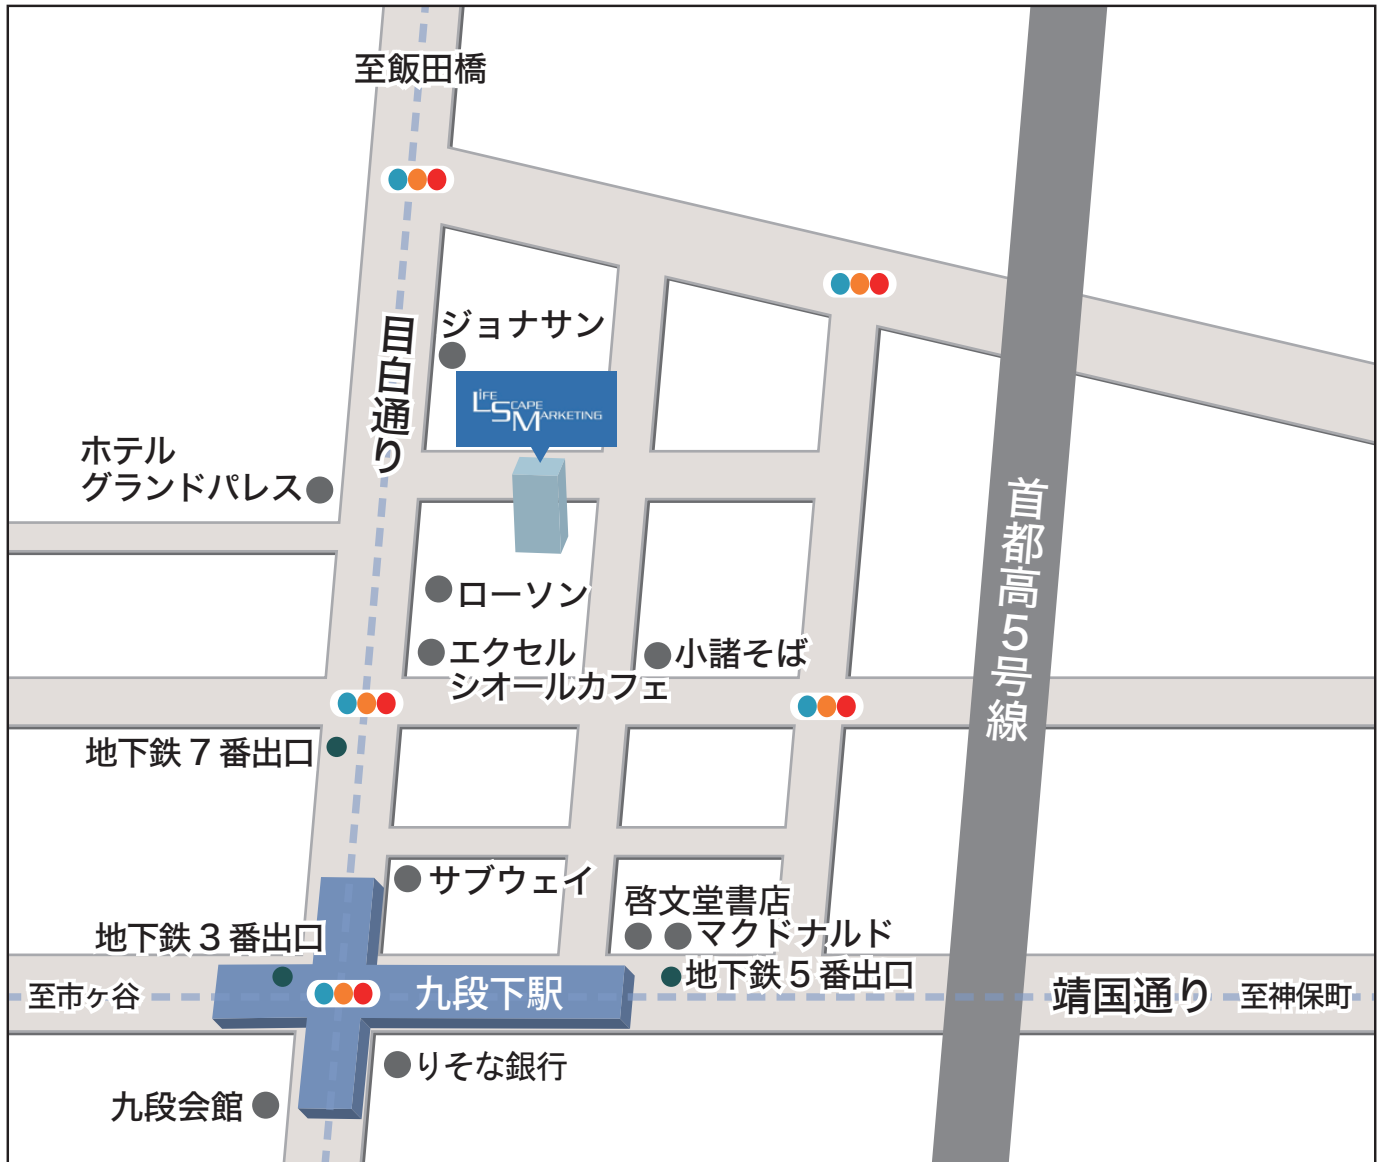 至飯田橋
目白通り
ジョナサン
LIFE
SCAPE
MARKETING
ホテル
グランドパレス
首都高5号線
ローソン
エクセル
シオールカフェ
小諸そば
地下鉄7番出口
サブウェイ
啓文堂書店
マクドナルド
地下鉄3番出口
地下鉄5番出口
九段下駅
至市ヶ谷
靖国通り
至神保町
りそな銀行
九段会館